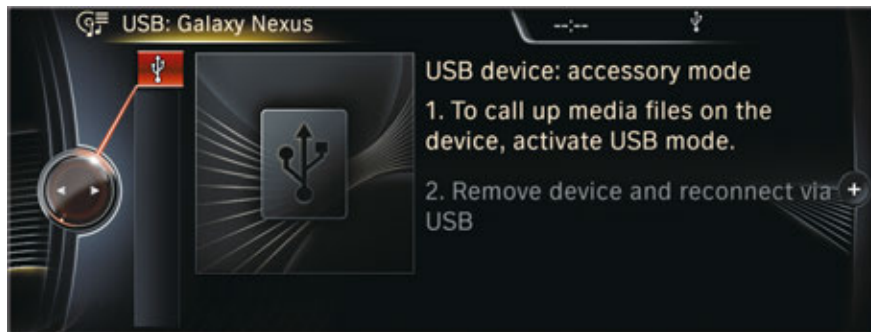 USB: Galaxy Nexus
--:--
USB device: accessory mode
1. To call up media files on the
device, activate USB mode.
2. Remove device and reconnect via
USB